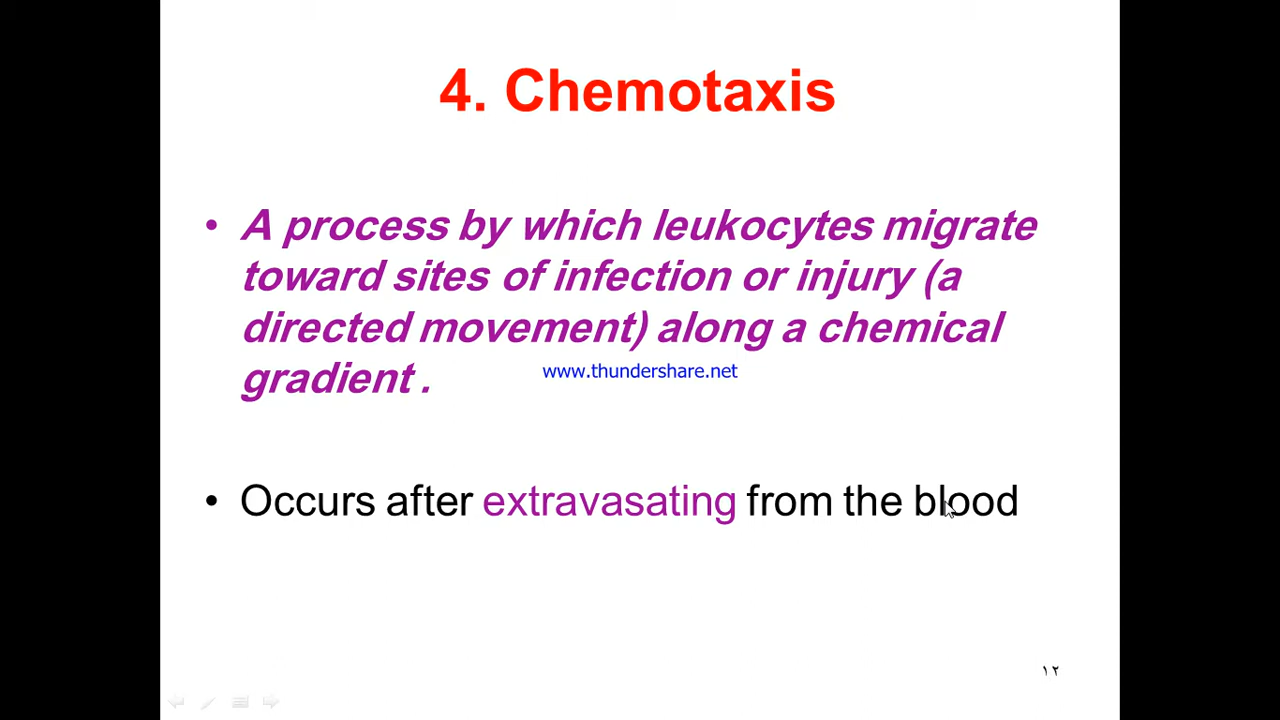 4. Chemotaxis
• A process by which leukocytes migrate
toward sites of infection or injury (a
directed movement) along a chemical
gradient .
www.thundershare.net
• Occurs after extravasating from the blood
١٢